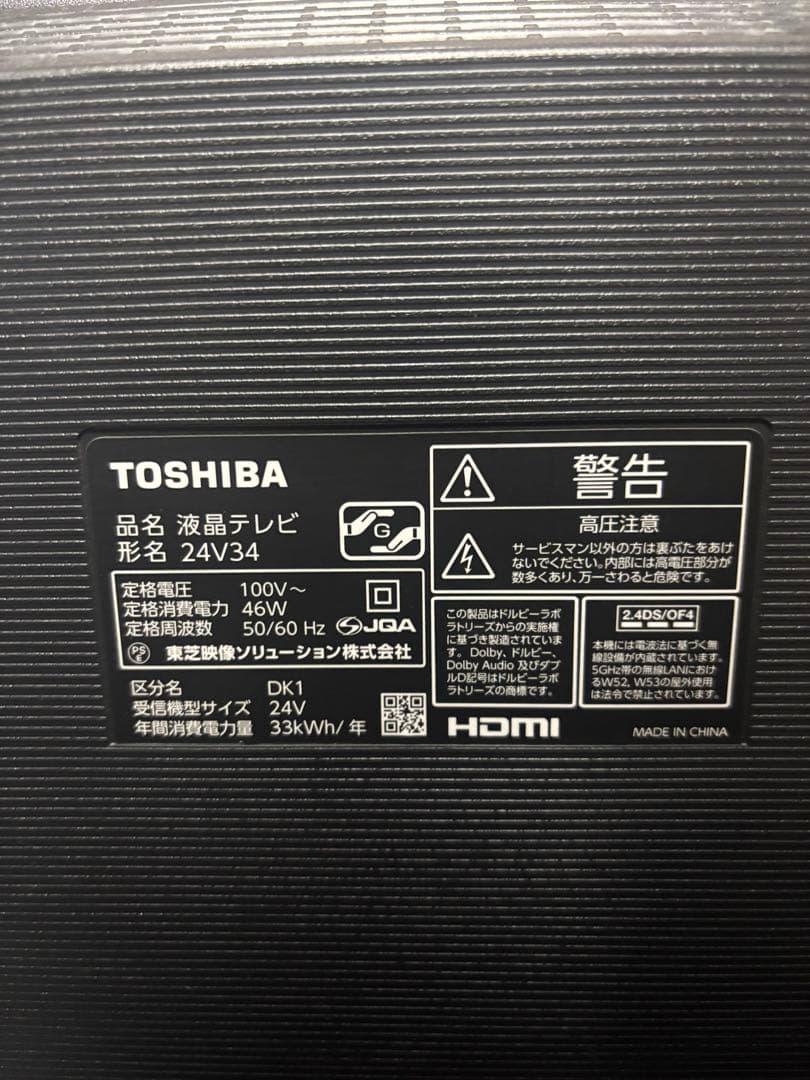 TOSHIBA
品名 液晶テレビ
形名 24V34
G
定格電圧 100V～
定格消費電力 46W
定格周波数 50/60 Hz JQA
PS
E
東芝映像ソリューション株式会社
区分名 DK1
受信機型サイズ 24V
年間消費電力量 33kWh/年
警告
高圧注意
サービスマン以外の方は裏ぶたをあけ
ないでください。内部には高電圧部分が
数多くあり、万一さわると危険です。
この製品はドルビーラボ
ラトリーズからの実施権
に基づき製造されていま
す。Dolby、ドルビー、
Dolby Audio 及びダブ
ルD記号はドルビーラボ
ラトリーズの商標です。
2.4DS/OF4
本機には電波法に基づく無
線設備が内蔵されています。
5GHz帯の無線LANにおけ
るW52、W53の屋外使用
は法令で禁止されています。
HDMI
MADE IN CHINA